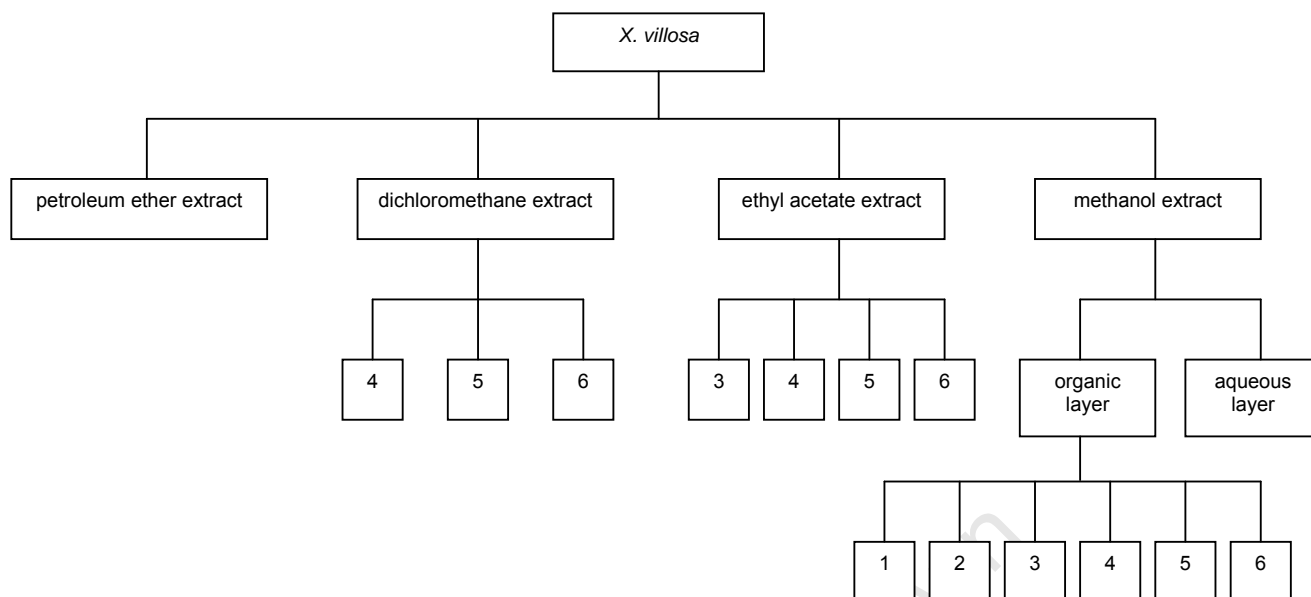 X. villosa
petroleum ether extract
dichloromethane extract
ethyl acetate extract
methanol extract
4
5
6
3
4
5
6
organic
layer
aqueous
layer
1
2
3
4
5
6